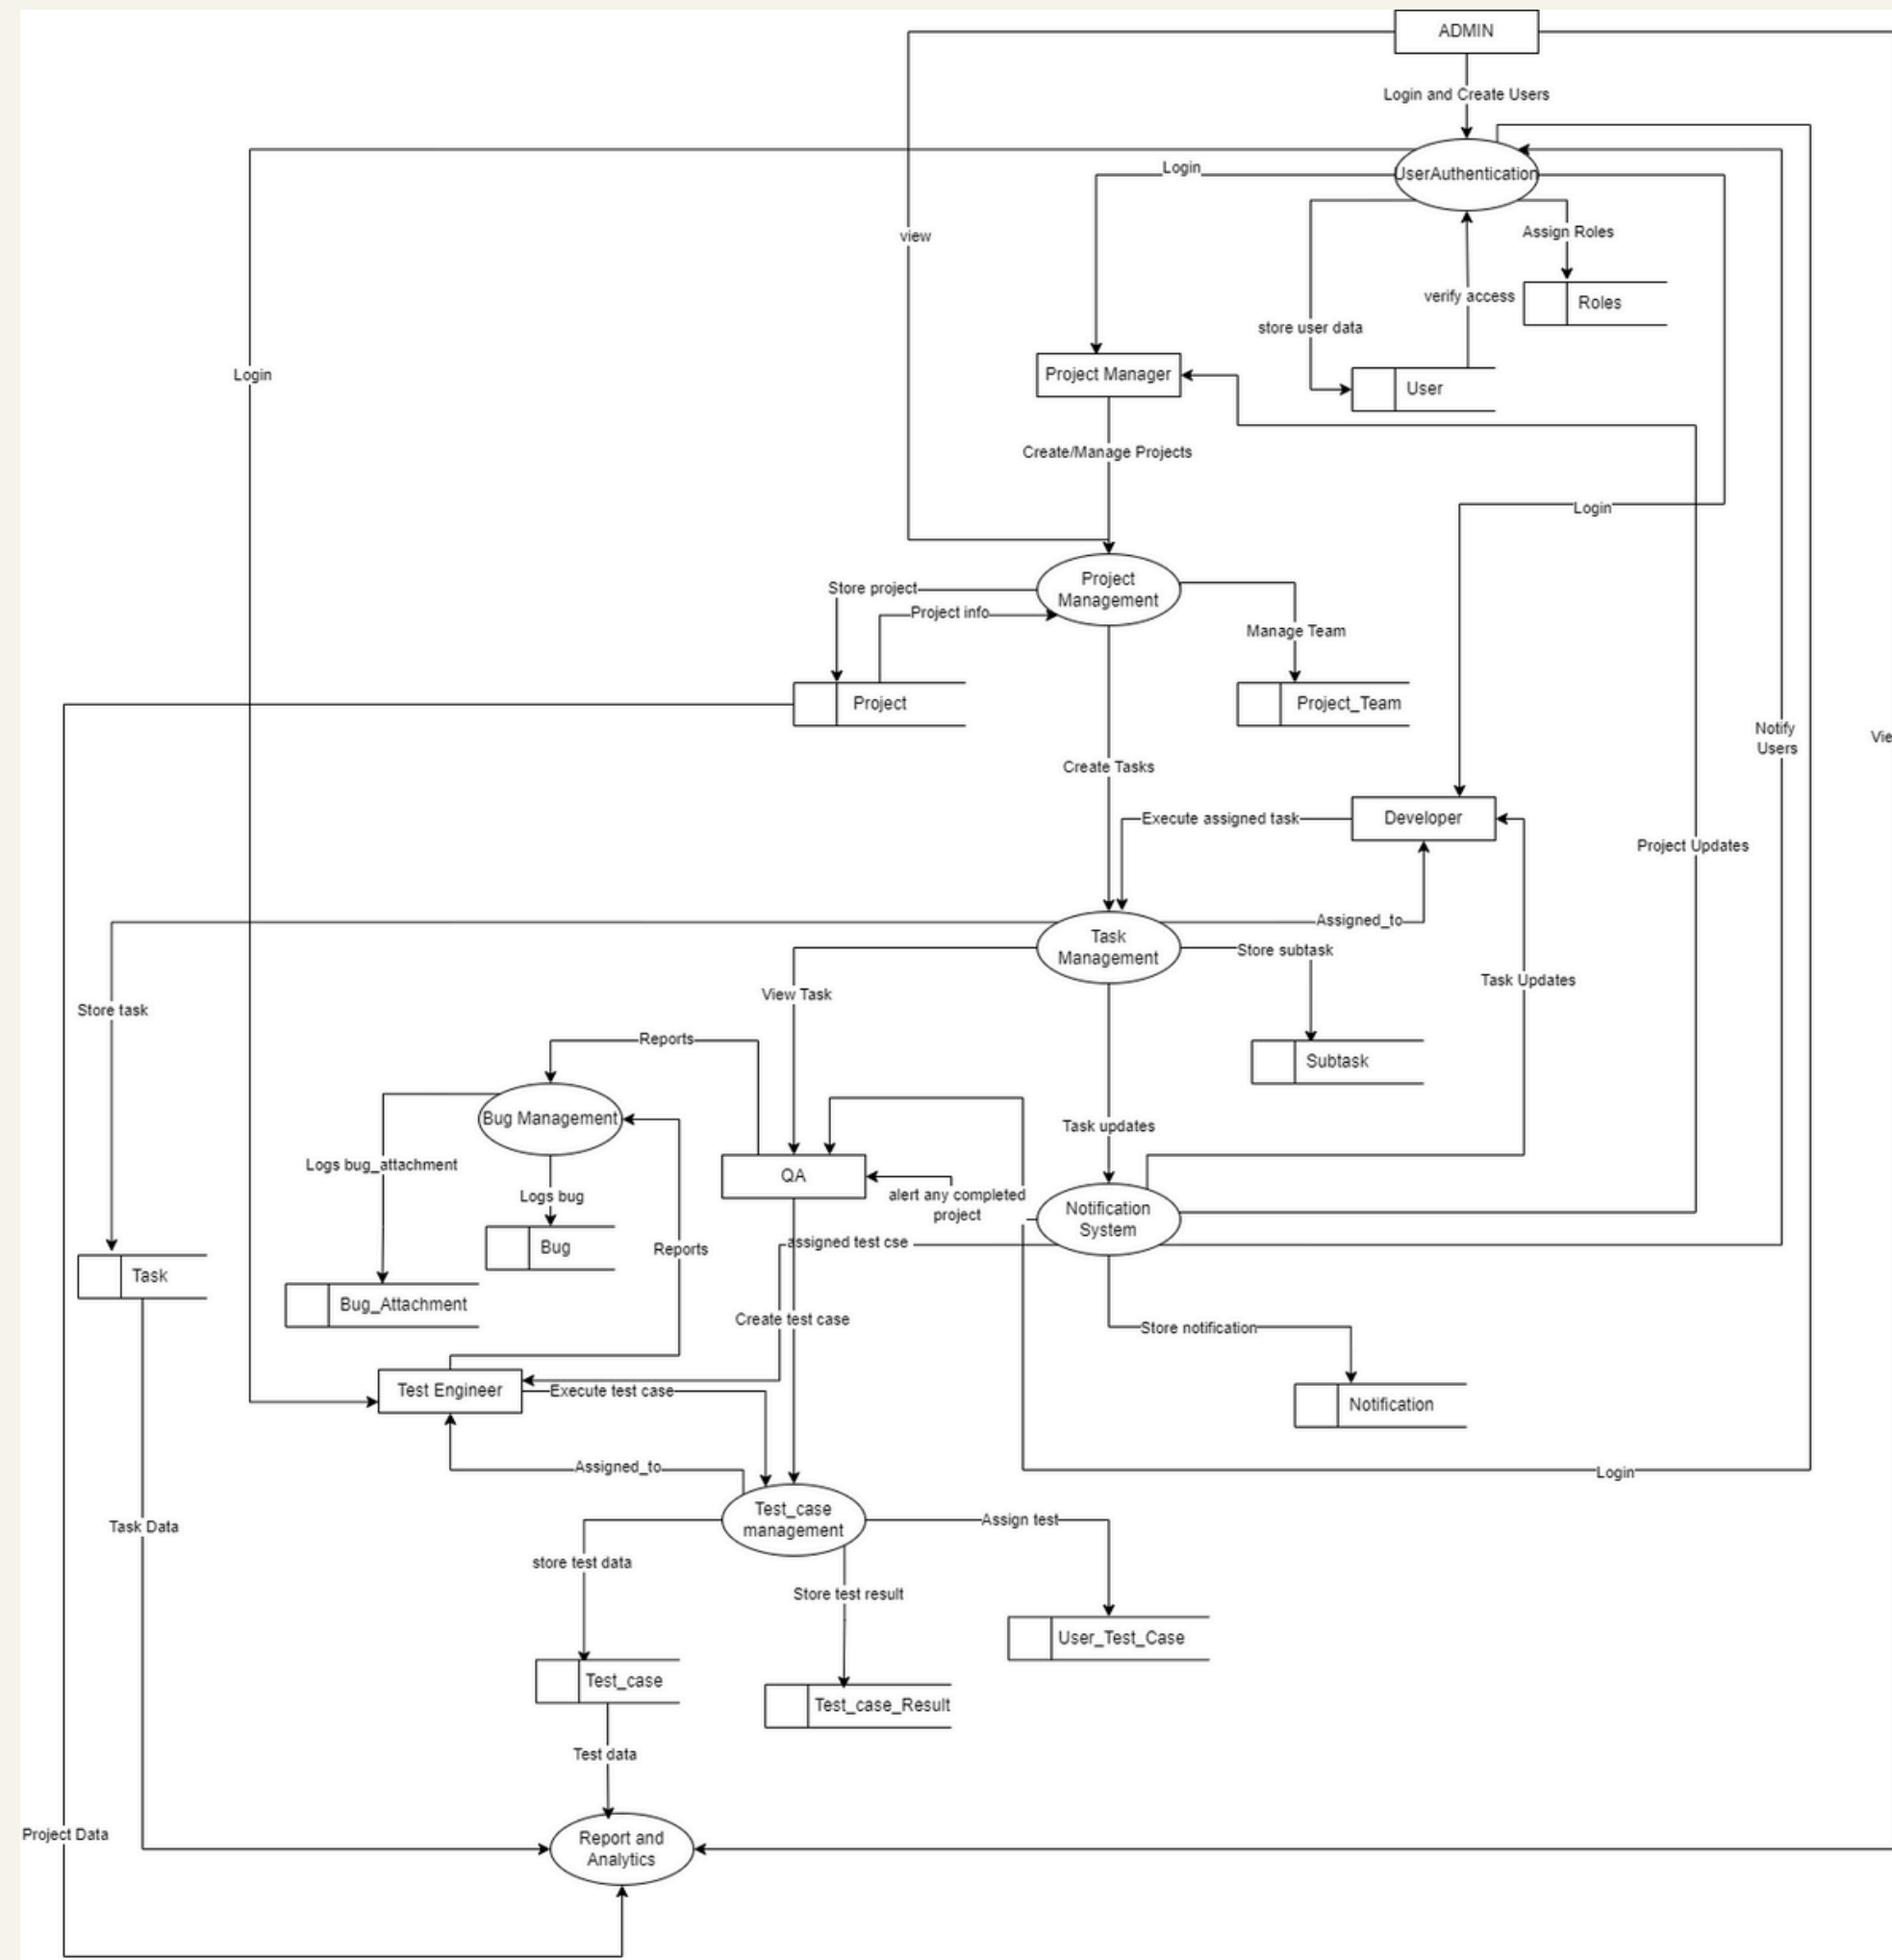 ADMIN
Login and Create Users
UserAuthentication
Login
Assign Roles
view
verify access
Roles
store user data
Login
Project Manager
User
Create/Manage Projects
Login
Project
Management
Store project
Project info
Manage Team
Project
Project_Team
Notify
Users
Vie
Create Tasks
Execute assigned task
Developer
Project Updates
Assigned_to
Task
Management
Store subtask
View Task
Task Updates
Store task
Reports
Subtask
Bug Management
Task updates
Logs bug_attachment
QA
Logs bug
alert any completed
project
Notification
System
assigned test cse
Bug
Reports
Task
Bug_Attachment
Create test case
Store notification
Test Engineer
Execute test case
Notification
Assigned_to
Login
Test_case
management
Assign test
Task Data
store test data
Store test result
User_Test_Case
Test_case
Test_case_Result
Test data
Project Data
Report and
Analytics